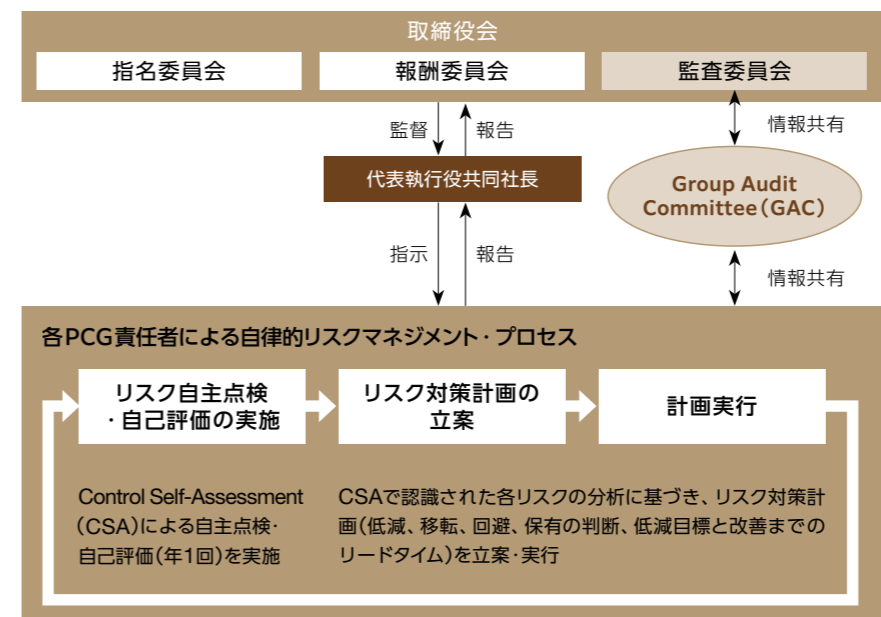 取締役会
指名委員会
報酬委員会
監査委員会
監督
報告
情報共有
代表執行役共同社長
Group Audit
Committee(GAC)
指示
報告
情報共有
各PCG責任者による自律的リスクマネジメント・プロセス
リスク自主点検
・自己評価の実施
リスク対策計画の
立案
計画実行
Control Self-Assessment
(CSA)による自主点検・
自己評価(年1回)を実施
CSAで認識された各リスクの分析に基づき、リスク対策計
画(低減、移転、回避、保有の判断、低減目標と改善までの
リードタイム)を立案・実行